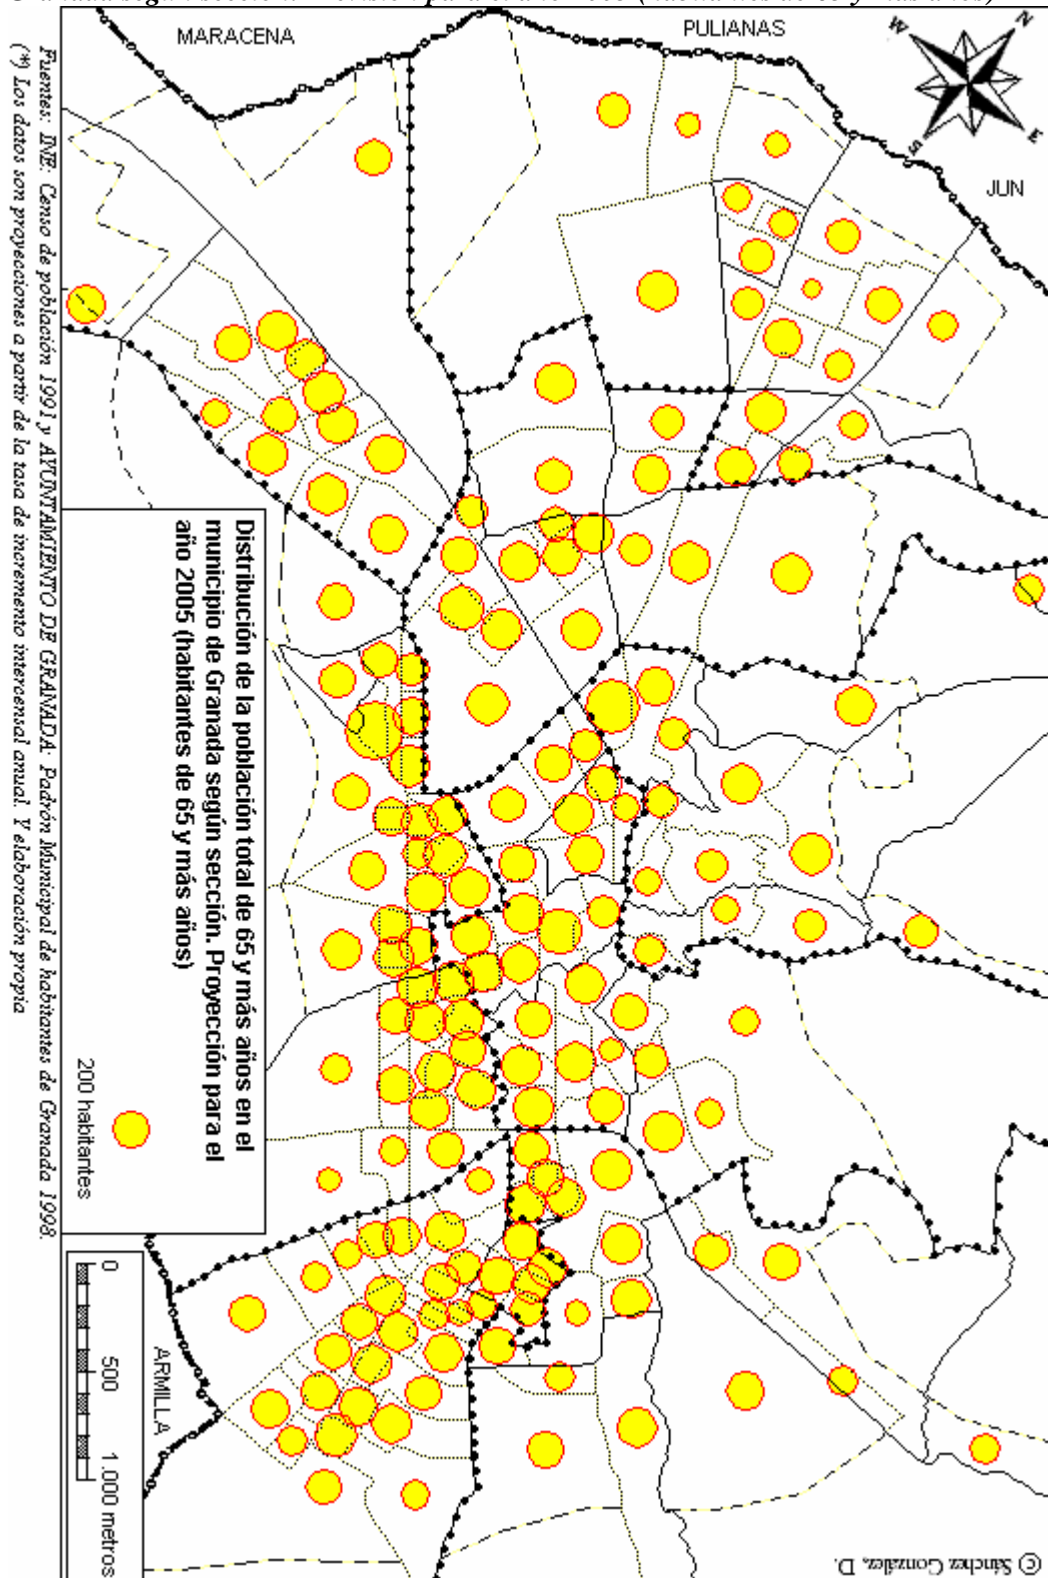 MARACENA
PULIANAS
JUN
N
W
E
S
Distribución de la población total de 65 y más años en el
municipio de Granada según sección. Proyección para el
año 2005 (habitantes de 65 y más años)
200 habitantes
0 500 1.000 metros
ARMILLA
© Sánchez González, D.
Fuentes: INE: Censo de población 1991 y AYUNTAMIENTO DE GRANADA: Padrón Municipal de habitantes de Granada 1998.
(*) Los datos son proyecciones a partir de la tasa de incremento intercensal anual. Y elaboración propia